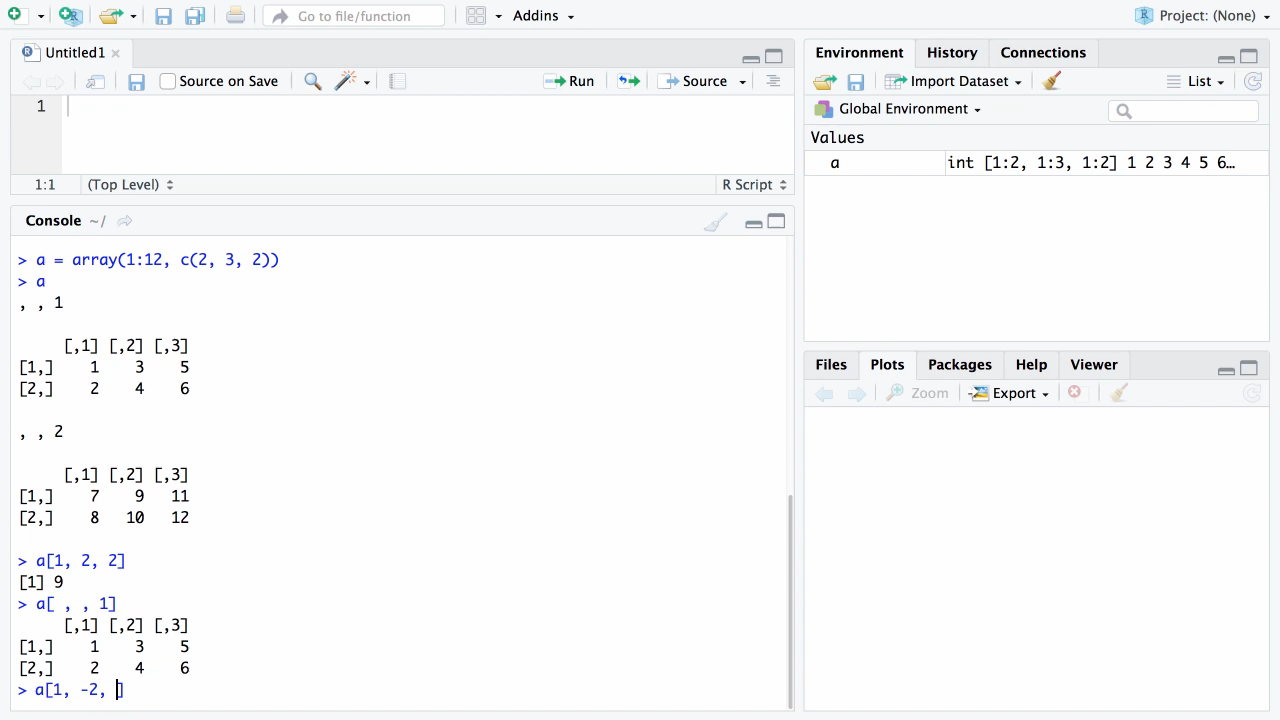 Go to file/function Addins Project: (None)
Untitled1
Source on Save Run Source
1
1:1 (Top Level) R Script
Console ~/
> a = array(1:12, c(2, 3, 2))
> a
, , 1
[,1] [,2] [,3]
[1,] 1 3 5
[2,] 2 4 6
, , 2
[,1] [,2] [,3]
[1,] 7 9 11
[2,] 8 10 12
> a[1, 2, 2]
[1] 9
> a[ , , 1]
[,1] [,2] [,3]
[1,] 1 3 5
[2,] 2 4 6
> a[1, -2, ]
Environment History Connections
Import Dataset List
Global Environment
Values
a int [1:2, 1:3, 1:2] 1 2 3 4 5 6…
Files Plots Packages Help Viewer
Zoom Export